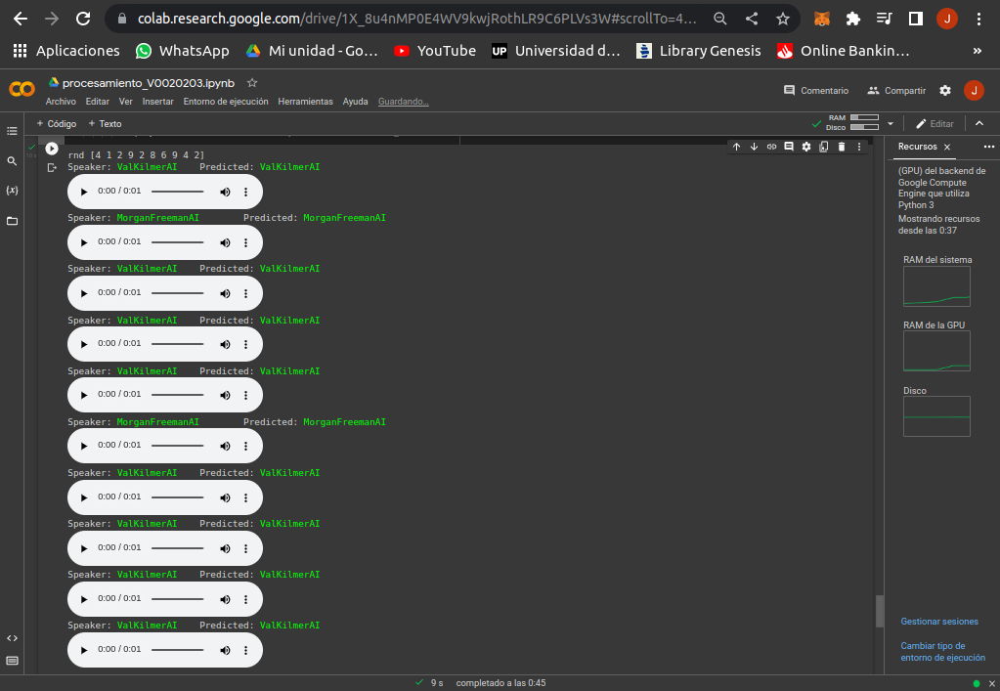 colab.research.google.com/drive/1X_8u4nMP0E4WV9kwjRothLR9C6PLVs3W#scrollTo=4...
J
Aplicaciones WhatsApp Mi unidad - Go... YouTube UP Universidad d... Library Genesis Online Bankin... »
procesamiento_V0020203.ipynb
Archivo Editar Ver Insertar Entorno de ejecución Herramientas Ayuda Guardando...
Comentario Compartir J
+ Código + Texto
RAM
Disco
Editar
Recursos
rnd [4 1 2 9 2 8 6 9 4 2]
Speaker: ValKilmerAI Predicted: ValKilmerAI
0:00 / 0:01
Speaker: MorganFreemanAI Predicted: MorganFreemanAI
0:00 / 0:01
Speaker: ValKilmerAI Predicted: ValKilmerAI
0:00 / 0:01
Speaker: ValKilmerAI Predicted: ValKilmerAI
0:00 / 0:01
Speaker: ValKilmerAI Predicted: ValKilmerAI
0:00 / 0:01
Speaker: MorganFreemanAI Predicted: MorganFreemanAI
0:00 / 0:01
Speaker: ValKilmerAI Predicted: ValKilmerAI
0:00 / 0:01
Speaker: ValKilmerAI Predicted: ValKilmerAI
0:00 / 0:01
Speaker: ValKilmerAI Predicted: ValKilmerAI
0:00 / 0:01
Speaker: ValKilmerAI Predicted: ValKilmerAI
0:00 / 0:01
(GPU) del backend de
Google Compute
Engine que utiliza
Python 3
Mostrando recursos
desde las 0:37
RAM del sistema
RAM de la GPU
Disco
Gestionar sesiones
Cambiar tipo de
entorno de ejecución
9 s completado a las 0:45